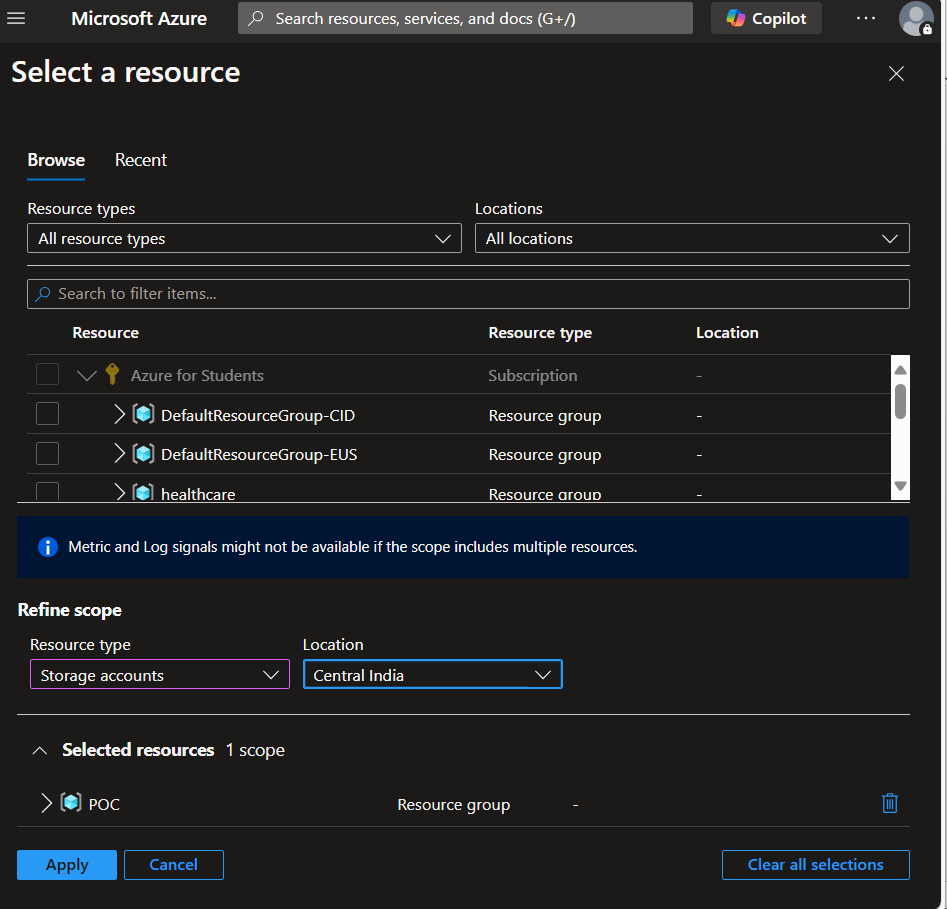 Microsoft Azure
Search resources, services, and docs (G+/)
Copilot
Select a resource
Browse Recent
Resource types Locations
All resource types All locations
Search to filter items...
Resource Resource type Location
Azure for Students Subscription -
DefaultResourceGroup-CID Resource group -
DefaultResourceGroup-EUS Resource group -
healthcare Resource group -
Metric and Log signals might not be available if the scope includes multiple resources.
Refine scope
Resource type Location
Storage accounts Central India
Selected resources 1 scope
POC Resource group -
Apply Cancel Clear all selections